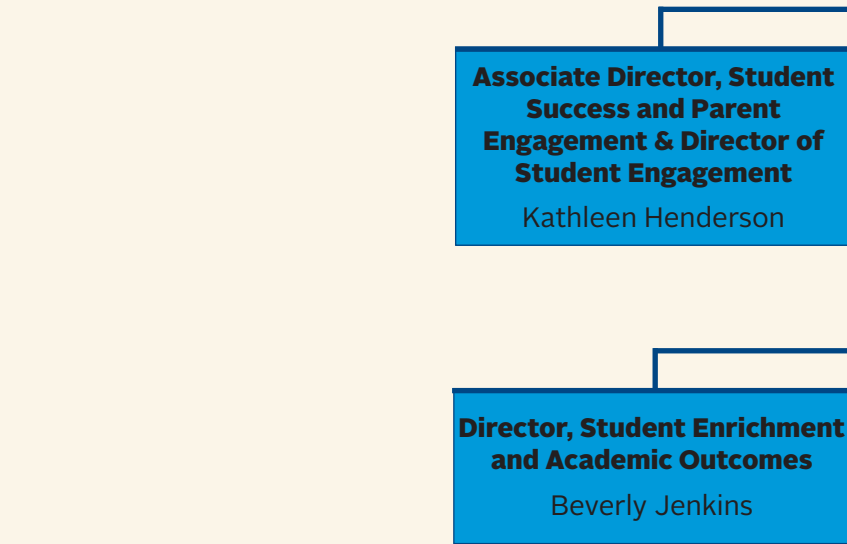 Associate Director, Student
Success and Parent
Engagement & Director of
Student Engagement
Kathleen Henderson
Director, Student Enrichment
and Academic Outcomes
Beverly Jenkins